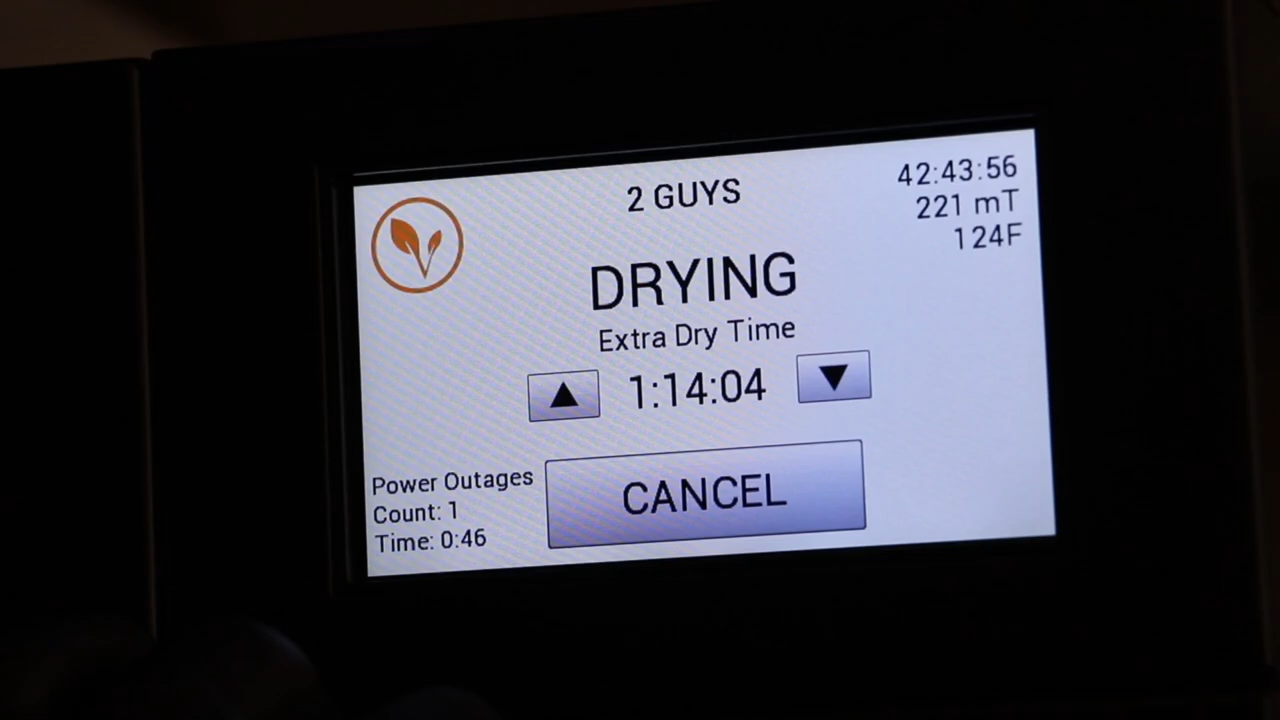 2 GUYS
42:43:56
221 mT
124F
DRYING
Extra Dry Time
▲ 1:14:04 ▼
Power Outages
Count: 1
Time: 0:46
CANCEL